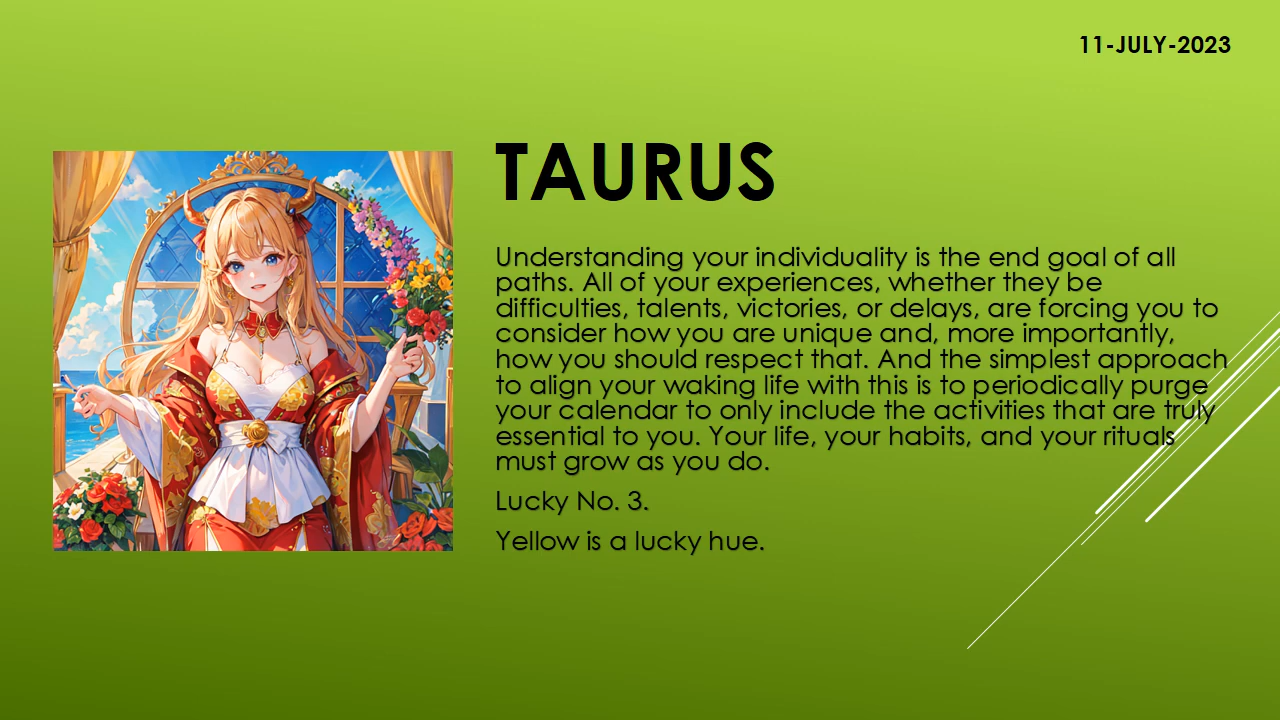 11-JULY-2023
TAURUS
Understanding your individuality is the end goal of all
paths. All of your experiences, whether they be
difficulties, talents, victories, or delays, are forcing you to
consider how you are unique and, more importantly,
how you should respect that. And the simplest approach
to align your waking life with this is to periodically purge
your calendar to only include the activities that are truly
essential to you. Your life, your habits, and your rituals
must grow as you do.
Lucky No. 3.
Yellow is a lucky hue.